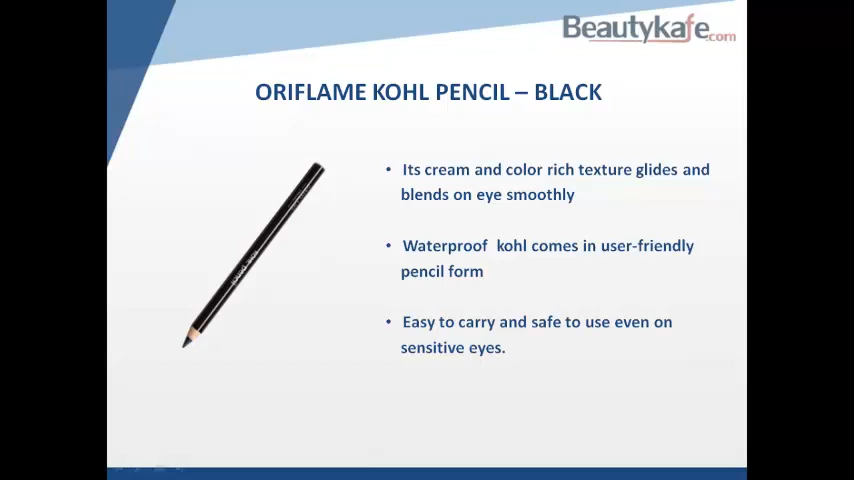 Beautykafe.com
ORIFLAME KOHL PENCIL – BLACK
• Its cream and color rich texture glides and
blends on eye smoothly
• Waterproof kohl comes in user-friendly
pencil form
• Easy to carry and safe to use even on
sensitive eyes.